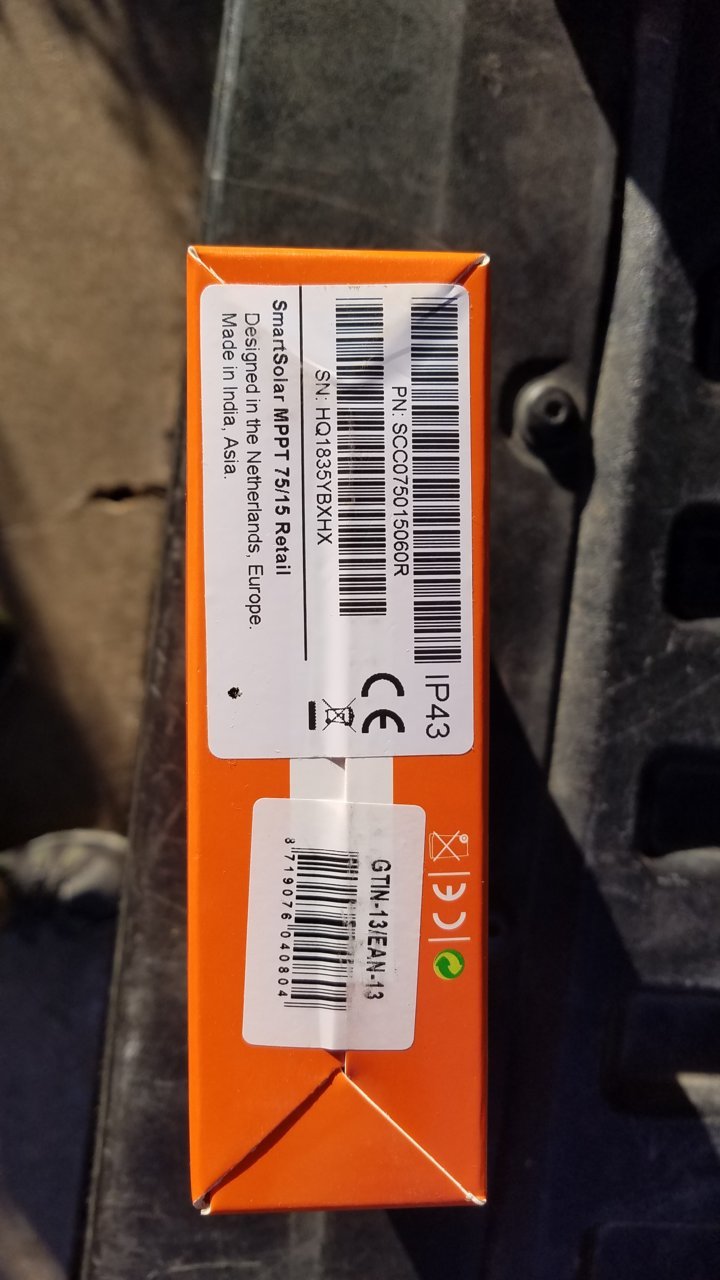 PN: SCC075015060R
IP43
SN: HQ1835YBXHX
CE
SmartSolar MPPT 75/15 Retail
Designed in the Netherlands, Europe.
Made in India, Asia.
GTIN-13/EAN-13
8 719076 040804